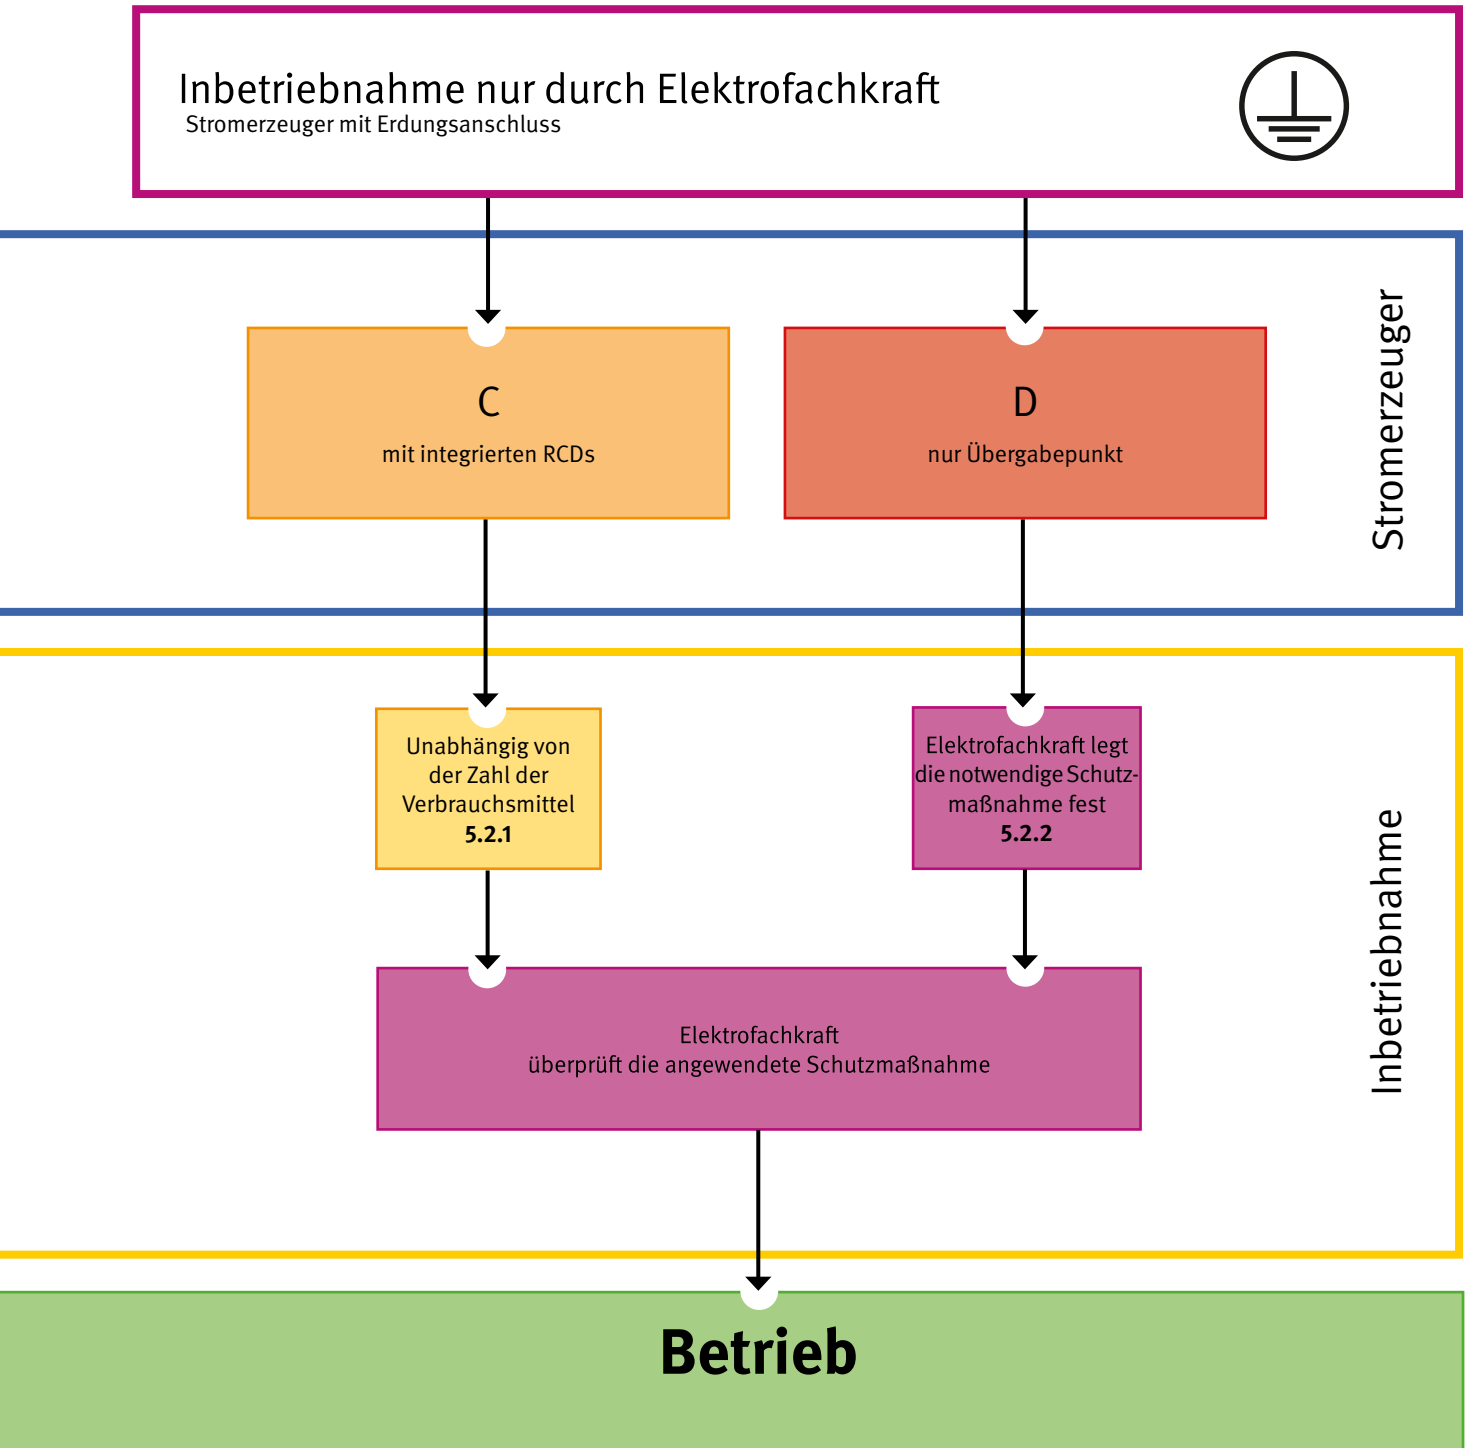 Inbetriebnahme nur durch Elektrofachkraft
Stromerzeuger mit Erdungsanschluss
C
mit integrierten RCDs
D
nur Übergabepunkt
Stromerzeuger
Unabhängig von
der Zahl der
Verbrauchsmittel
5.2.1
Elektrofachkraft legt
die notwendige Schutz-
maßnahme fest
5.2.2
Elektrofachkraft
überprüft die angewendete Schutzmaßnahme
Inbetriebnahme
Betrieb